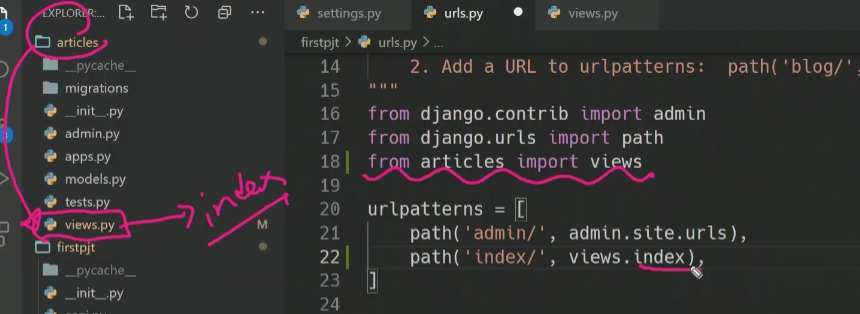 EXPLORER:...
articles
__pycache__
migrations
__init__.py
admin.py
apps.py
models.py
tests.py
views.py M
firstpjt
__pycache__
__init__.py
index
settings.py urls.py views.py
firstpjt > urls.py > ...
14 2. Add a URL to urlpatterns: path('blog/',
15 """
16 from django.contrib import admin
17 from django.urls import path
18 from articles import views
19
20 urlpatterns = [
21 path('admin/', admin.site.urls),
22 path('index/', views.index),
23 ]
24